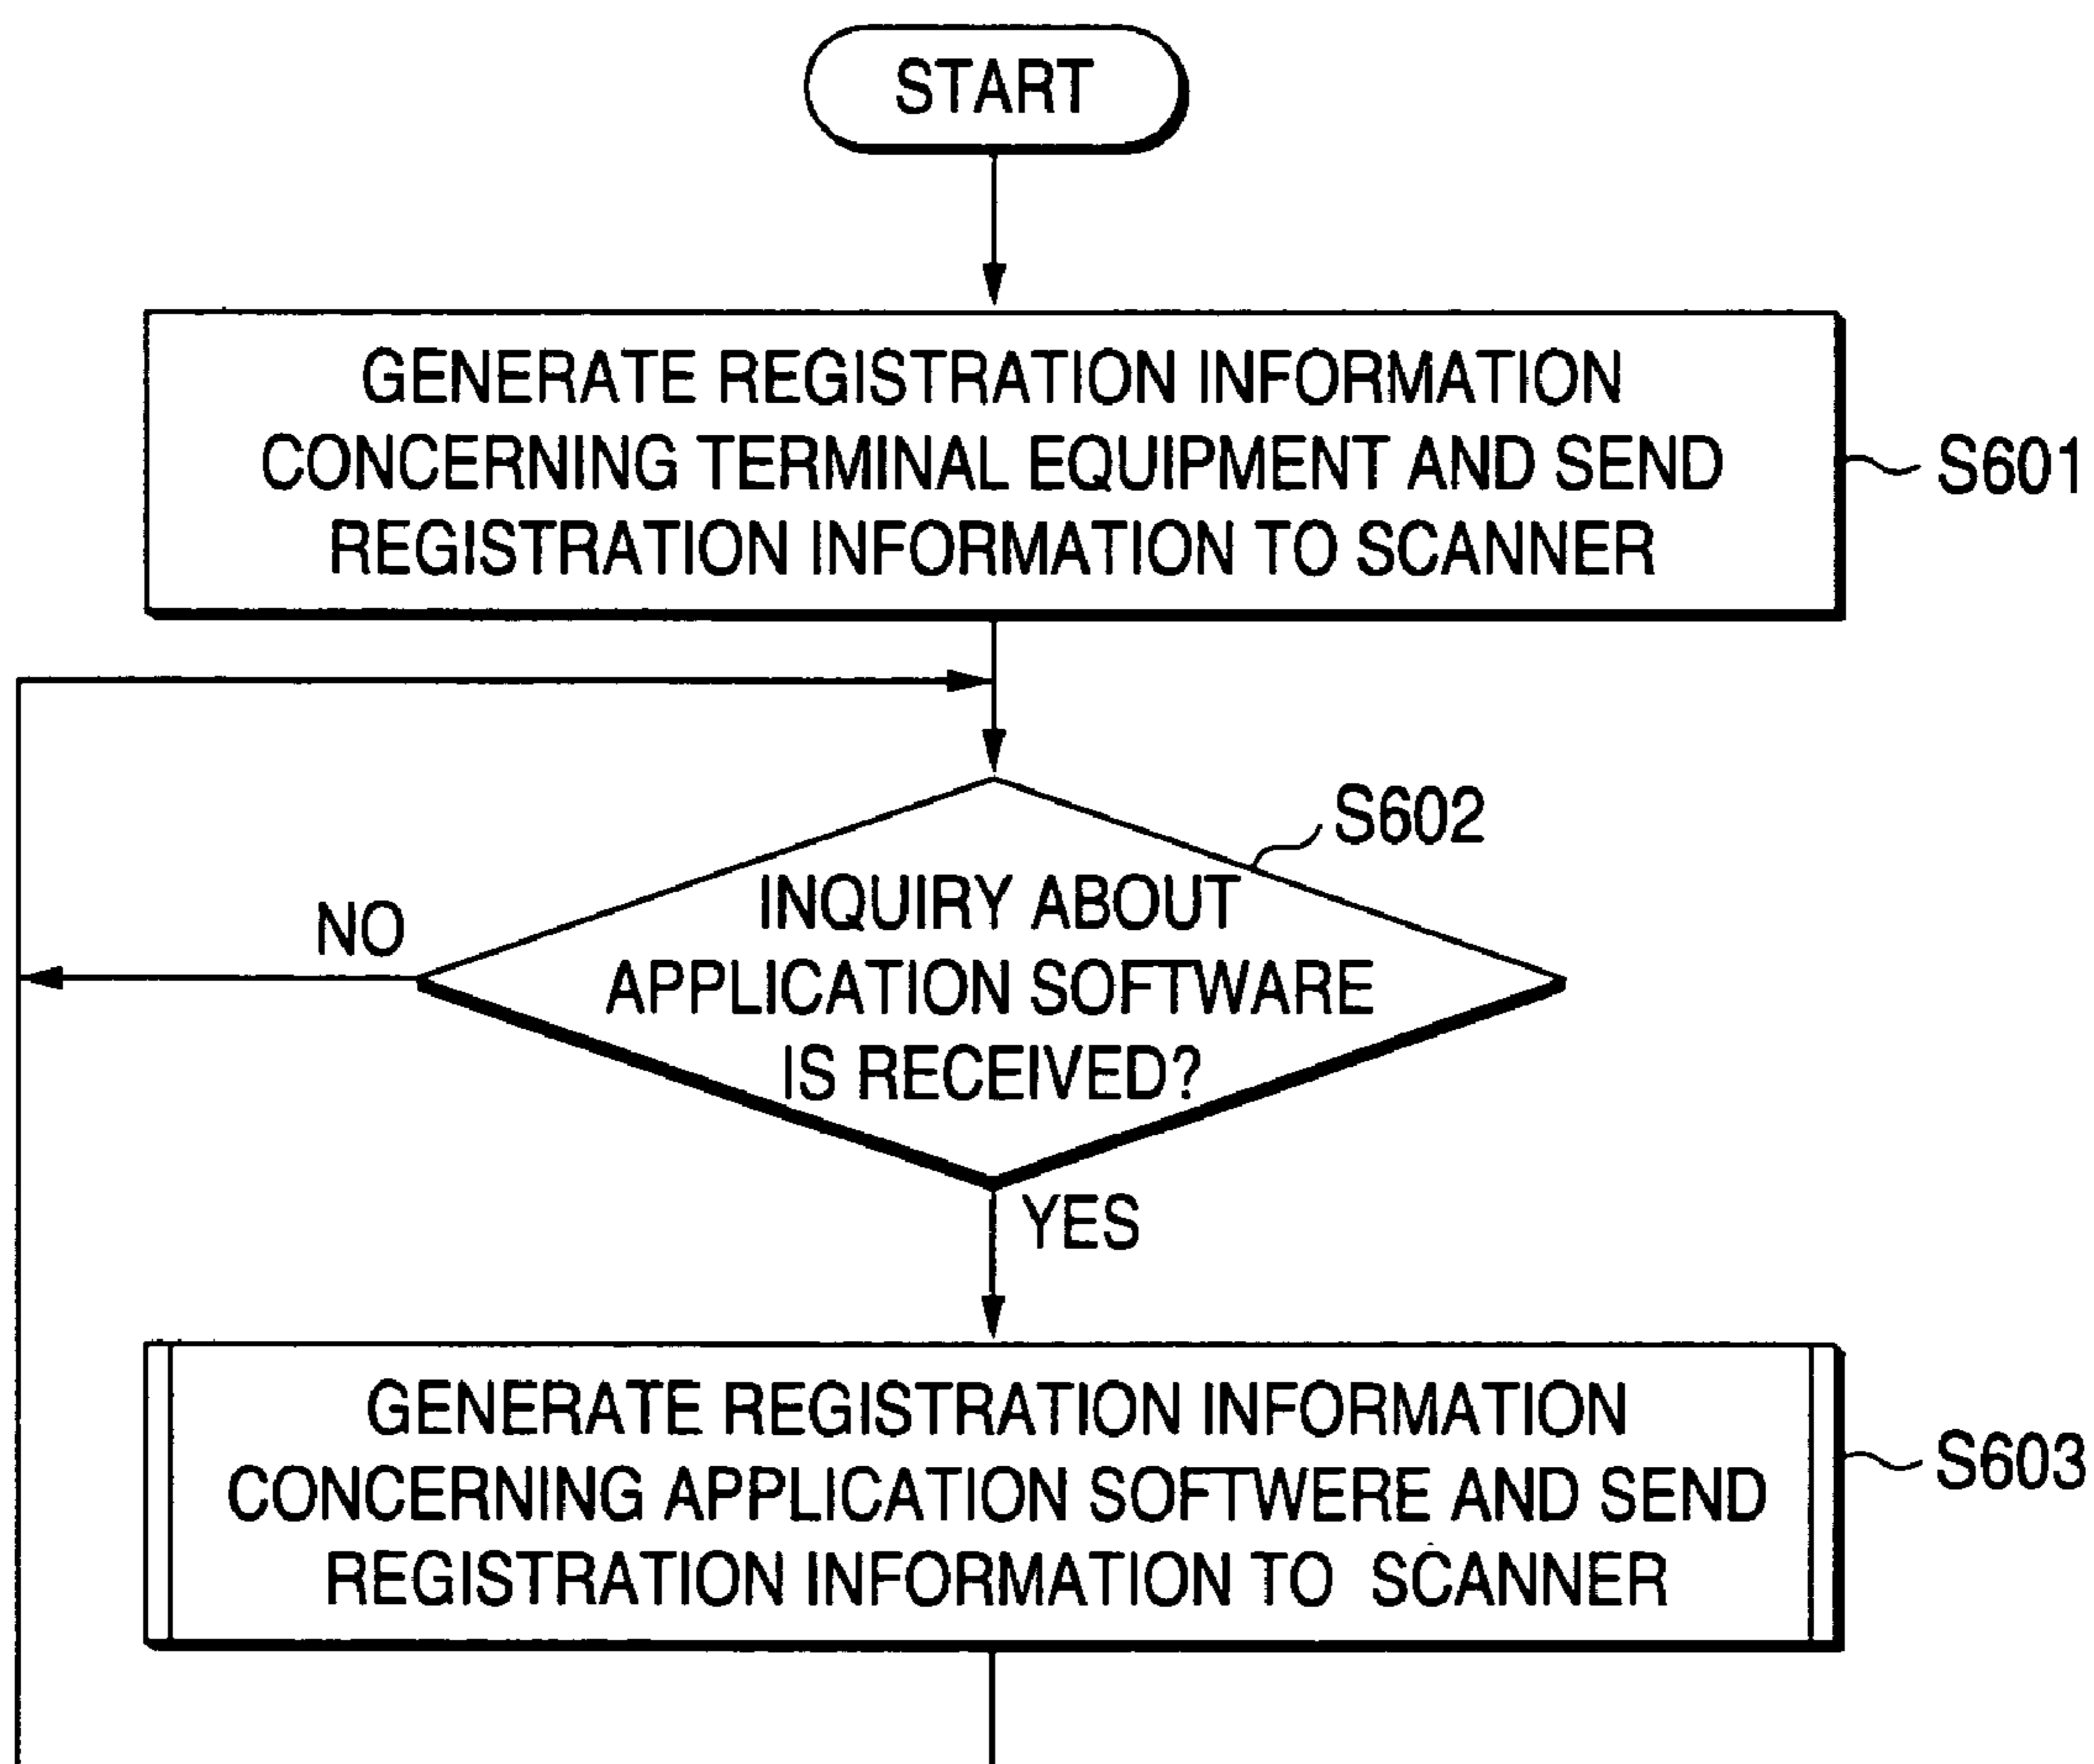 START
GENERATE REGISTRATION INFORMATION
CONCERNING TERMINAL EQUIPMENT AND SEND
REGISTRATION INFORMATION TO SCANNER
S601
S602
INQUIRY ABOUT
APPLICATION SOFTWARE
IS RECEIVED?
NO
YES
GENERATE REGISTRATION INFORMATION
CONCERNING APPLICATION SOFTWERE AND SEND
REGISTRATION INFORMATION TO SCANNER
S603